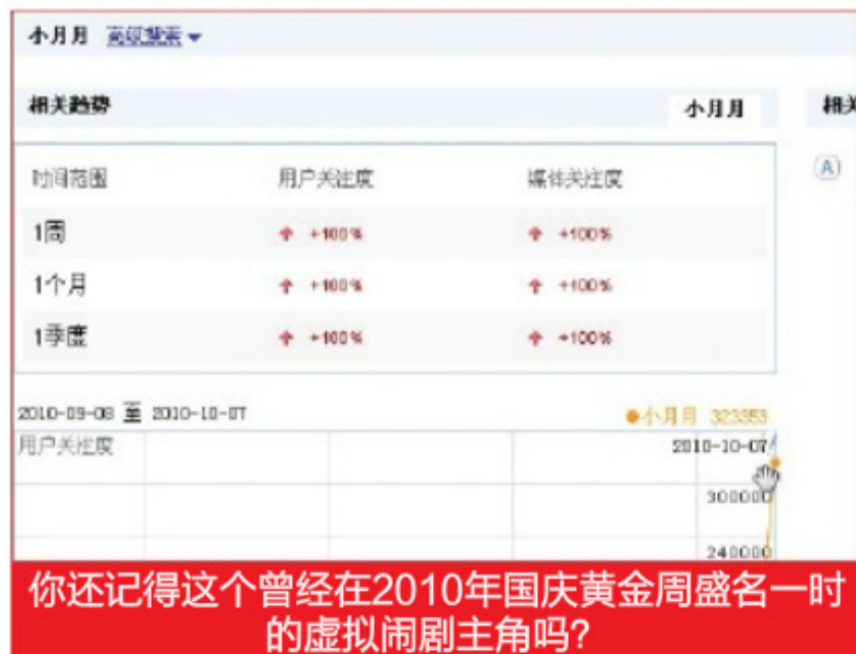 小月月 高级搜索
相关趋势 小月月 相关
时间范围 用户关注度 媒体关注度
A
1周 +100% +100%
1个月 +100% +100%
1季度 +100% +100%
2010-09-08 至 2010-10-07 小月月 323353
用户关注度 2010-10-07
300000
240000
你还记得这个曾经在2010年国庆黄金周盛名一时
的虚拟闹剧主角吗?